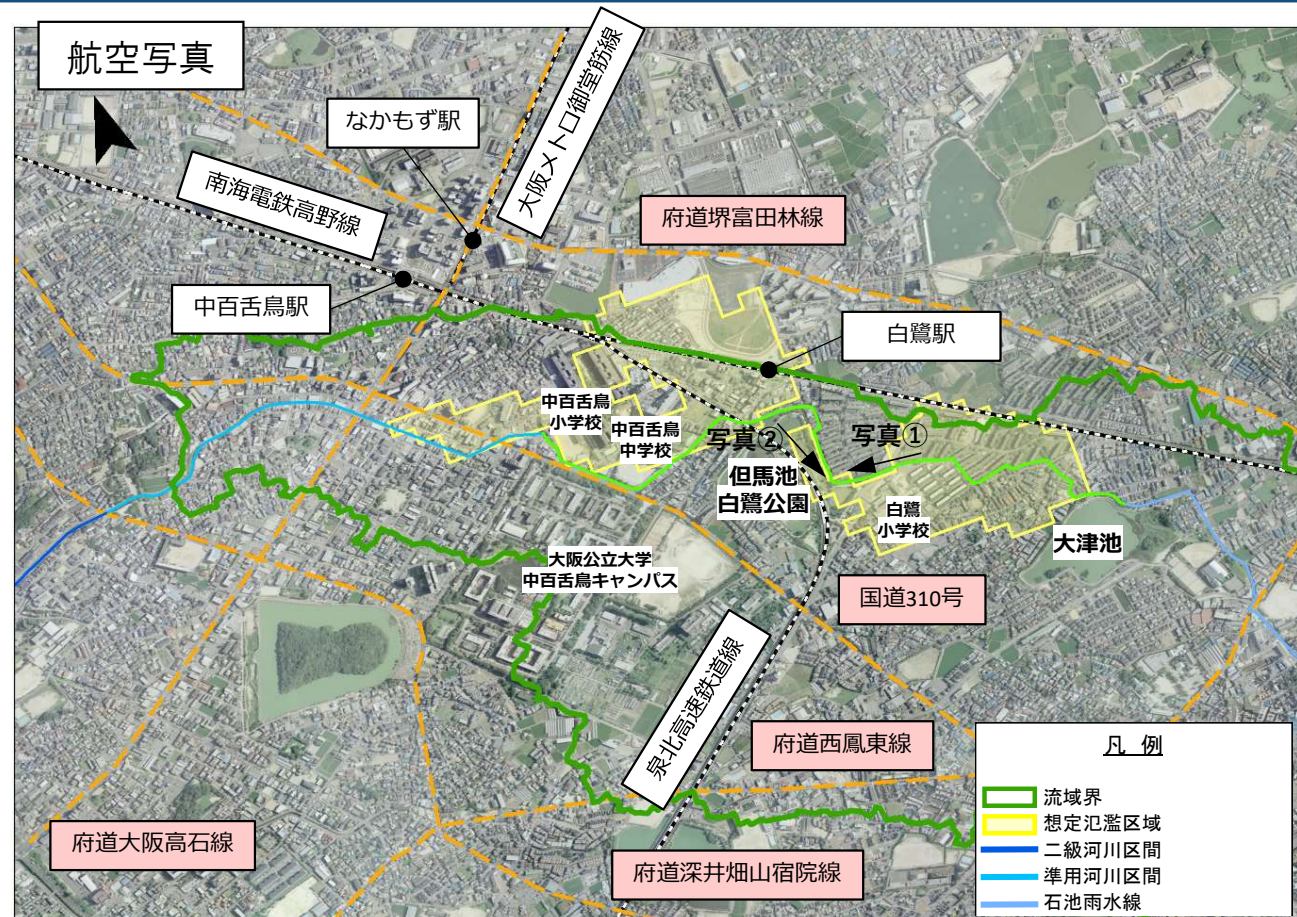 航空写真
大阪メトロ御堂筋線
なかもず駅
南海電鉄高野線
府道堺富田林線
中百舌鳥駅
白鷺駅
中百舌鳥
小学校
中百舌鳥
中学校
写真②
写真①
但馬池
白鷺公園
白鷺
小学校
大津池
大阪公立大学
中百舌鳥キャンパス
国道310号
泉北高速鉄道線
府道西鳳東線
府道大阪高石線
府道深井畑山宿院線
凡 例
流域界
想定氾濫区域
二級河川区間
準用河川区間
石池雨水線